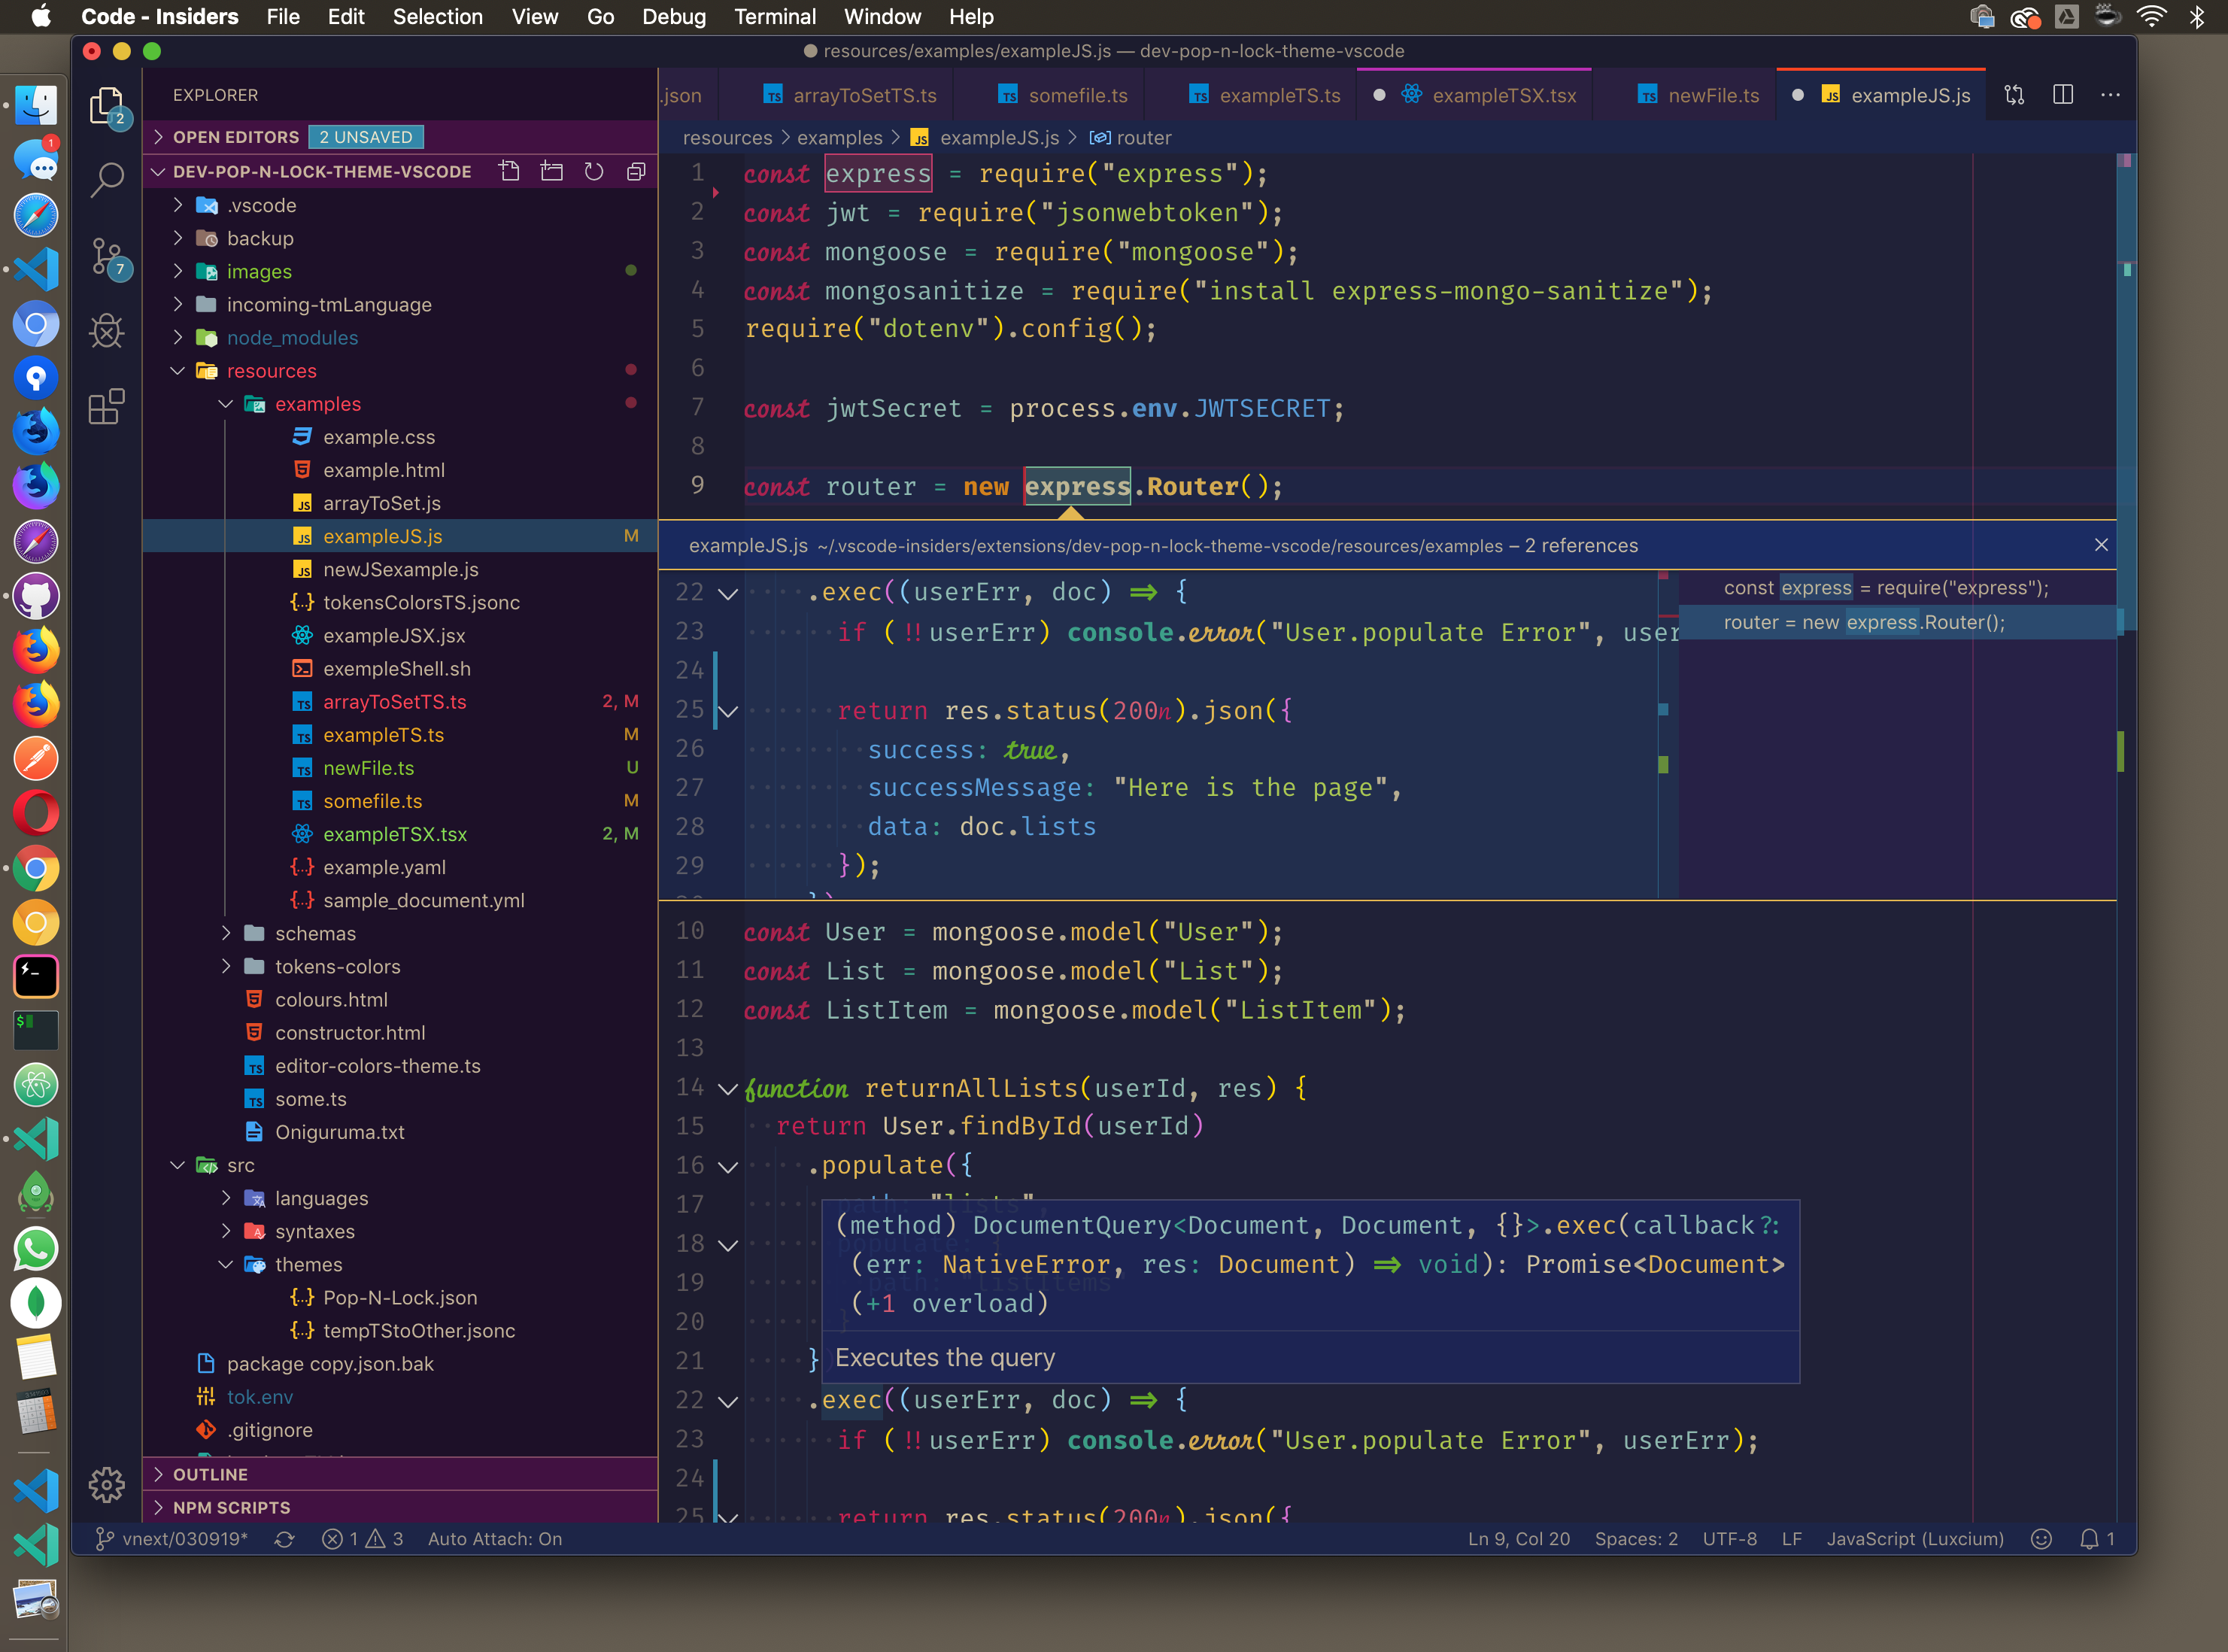 Code - Insiders File Edit Selection View Go Debug Terminal Window Help
resources/examples/exampleJS.js — dev-pop-n-lock-theme-vscode
1
2
7
EXPLORER
OPEN EDITORS 2 UNSAVED
DEV-POP-N-LOCK-THEME-VSCODE
.vscode
backup
images
incoming-tmLanguage
node_modules
resources
examples
example.css
example.html
arrayToSet.js
exampleJS.js M
newJSexample.js
tokensColorsTS.jsonc
exampleJSX.jsx
exempleShell.sh
arrayToSetTS.ts 2, M
exampleTS.ts M
newFile.ts U
somefile.ts M
exampleTSX.tsx 2, M
example.yaml
sample_document.yml
schemas
tokens-colors
colours.html
constructor.html
editor-colors-theme.ts
some.ts
Oniguruma.txt
src
languages
syntaxes
themes
Pop-N-Lock.json
tempTStoOther.jsonc
package copy.json.bak
tok.env
.gitignore
OUTLINE
NPM SCRIPTS
.json TS arrayToSetTS.ts TS somefile.ts TS exampleTS.ts exampleTSX.tsx TS newFile.ts JS exampleJS.js
resources > examples > JS exampleJS.js > router
1 const express = require("express");
2 const jwt = require("jsonwebtoken");
3 const mongoose = require("mongoose");
4 const mongosanitize = require("install express-mongo-sanitize");
5 require("dotenv").config();
6
7 const jwtSecret = process.env.JWTSECRET;
8
9 const router = new express.Router();
exampleJS.js ~/.vscode-insiders/extensions/dev-pop-n-lock-theme-vscode/resources/examples – 2 references
22 .exec((userErr, doc) => {
23 if (!!userErr) console.error("User.populate Error", user
24
25 return res.status(200n).json({
26 success: true,
27 successMessage: "Here is the page",
28 data: doc.lists
29 });
const express = require("express");
router = new express.Router();
10 const User = mongoose.model("User");
11 const List = mongoose.model("List");
12 const ListItem = mongoose.model("ListItem");
13
14 function returnAllLists(userId, res) {
15 return User.findById(userId)
16 .populate({
17 path: "lists",
18 populate: {
19 path: "listItems"
20 }
21 }
(method) DocumentQuery<Document, Document, {}>.exec(callback?:
(err: NativeError, res: Document) => void): Promise<Document>
(+1 overload)
Executes the query
22 .exec((userErr, doc) => {
23 if (!!userErr) console.error("User.populate Error", userErr);
24
25 return res.status(200n).json({
vnext/030919* 1 3 Auto Attach: On Ln 9, Col 20 Spaces: 2 UTF-8 LF JavaScript (Luxcium) 1